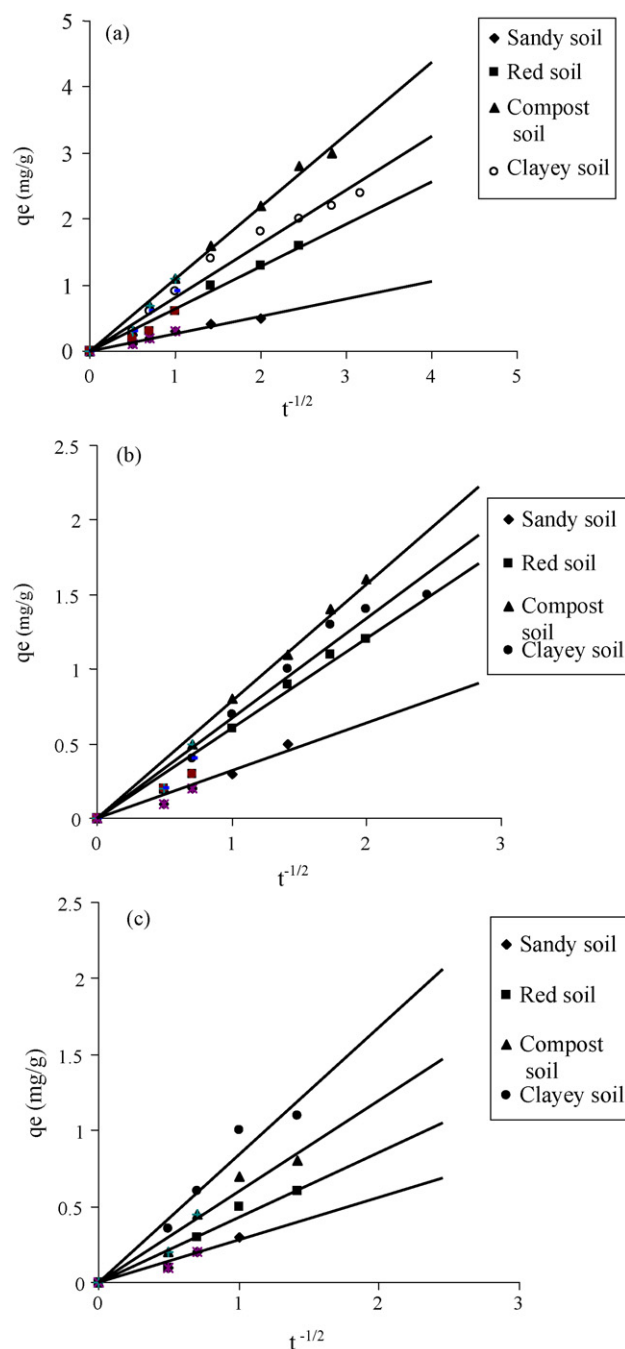 (a)
5
4
3
2
1
0
qe (mg/g)
0 1 2 3 4 5
t^-1/2
Sandy soil
Red soil
Compost
soil
Clayey soil
(b)
2.5
2
1.5
1
0.5
0
qe (mg/g)
0 1 2 3
t^-1/2
Sandy soil
Red soil
Compost
soil
Clayey soil
(c)
2.5
2
1.5
1
0.5
0
qe (mg/g)
0 1 2 3
t^-1/2
Sandy soil
Red soil
Compost
soil
Clayey soil